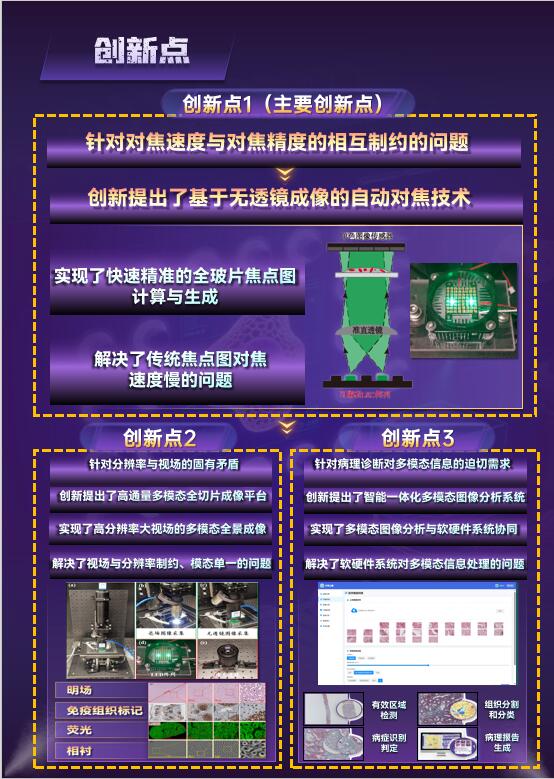 创新点
创新点1（主要创新点）
针对对焦速度与对焦精度的相互制约的问题
创新提出了基于无透镜成像的自动对焦技术
实现了快速精准的全玻片焦点图
计算与生成
解决了传统焦点图对焦
速度慢的问题
准直透镜
创新点2
针对分辨率与视场的固有矛盾
创新提出了高通量多模态全切片成像平台
实现了高分辨率大视场的多模态全景成像
解决了视场与分辨率制约、模态单一的问题
(a)
(b)
(c)
无透镜图像采集
(d)
(e)
LED阵列
明场
免疫组织标记
荧光
相衬
创新点3
针对病理诊断对多模态信息的迫切需求
创新提出了智能一体化多模态图像分析系统
实现了多模态图像分析与软硬件系统协同
解决了软硬件系统对多模态信息处理的问题
有效区域
检测
组织分割
和分类
病症识别
判定
病理报告
生成